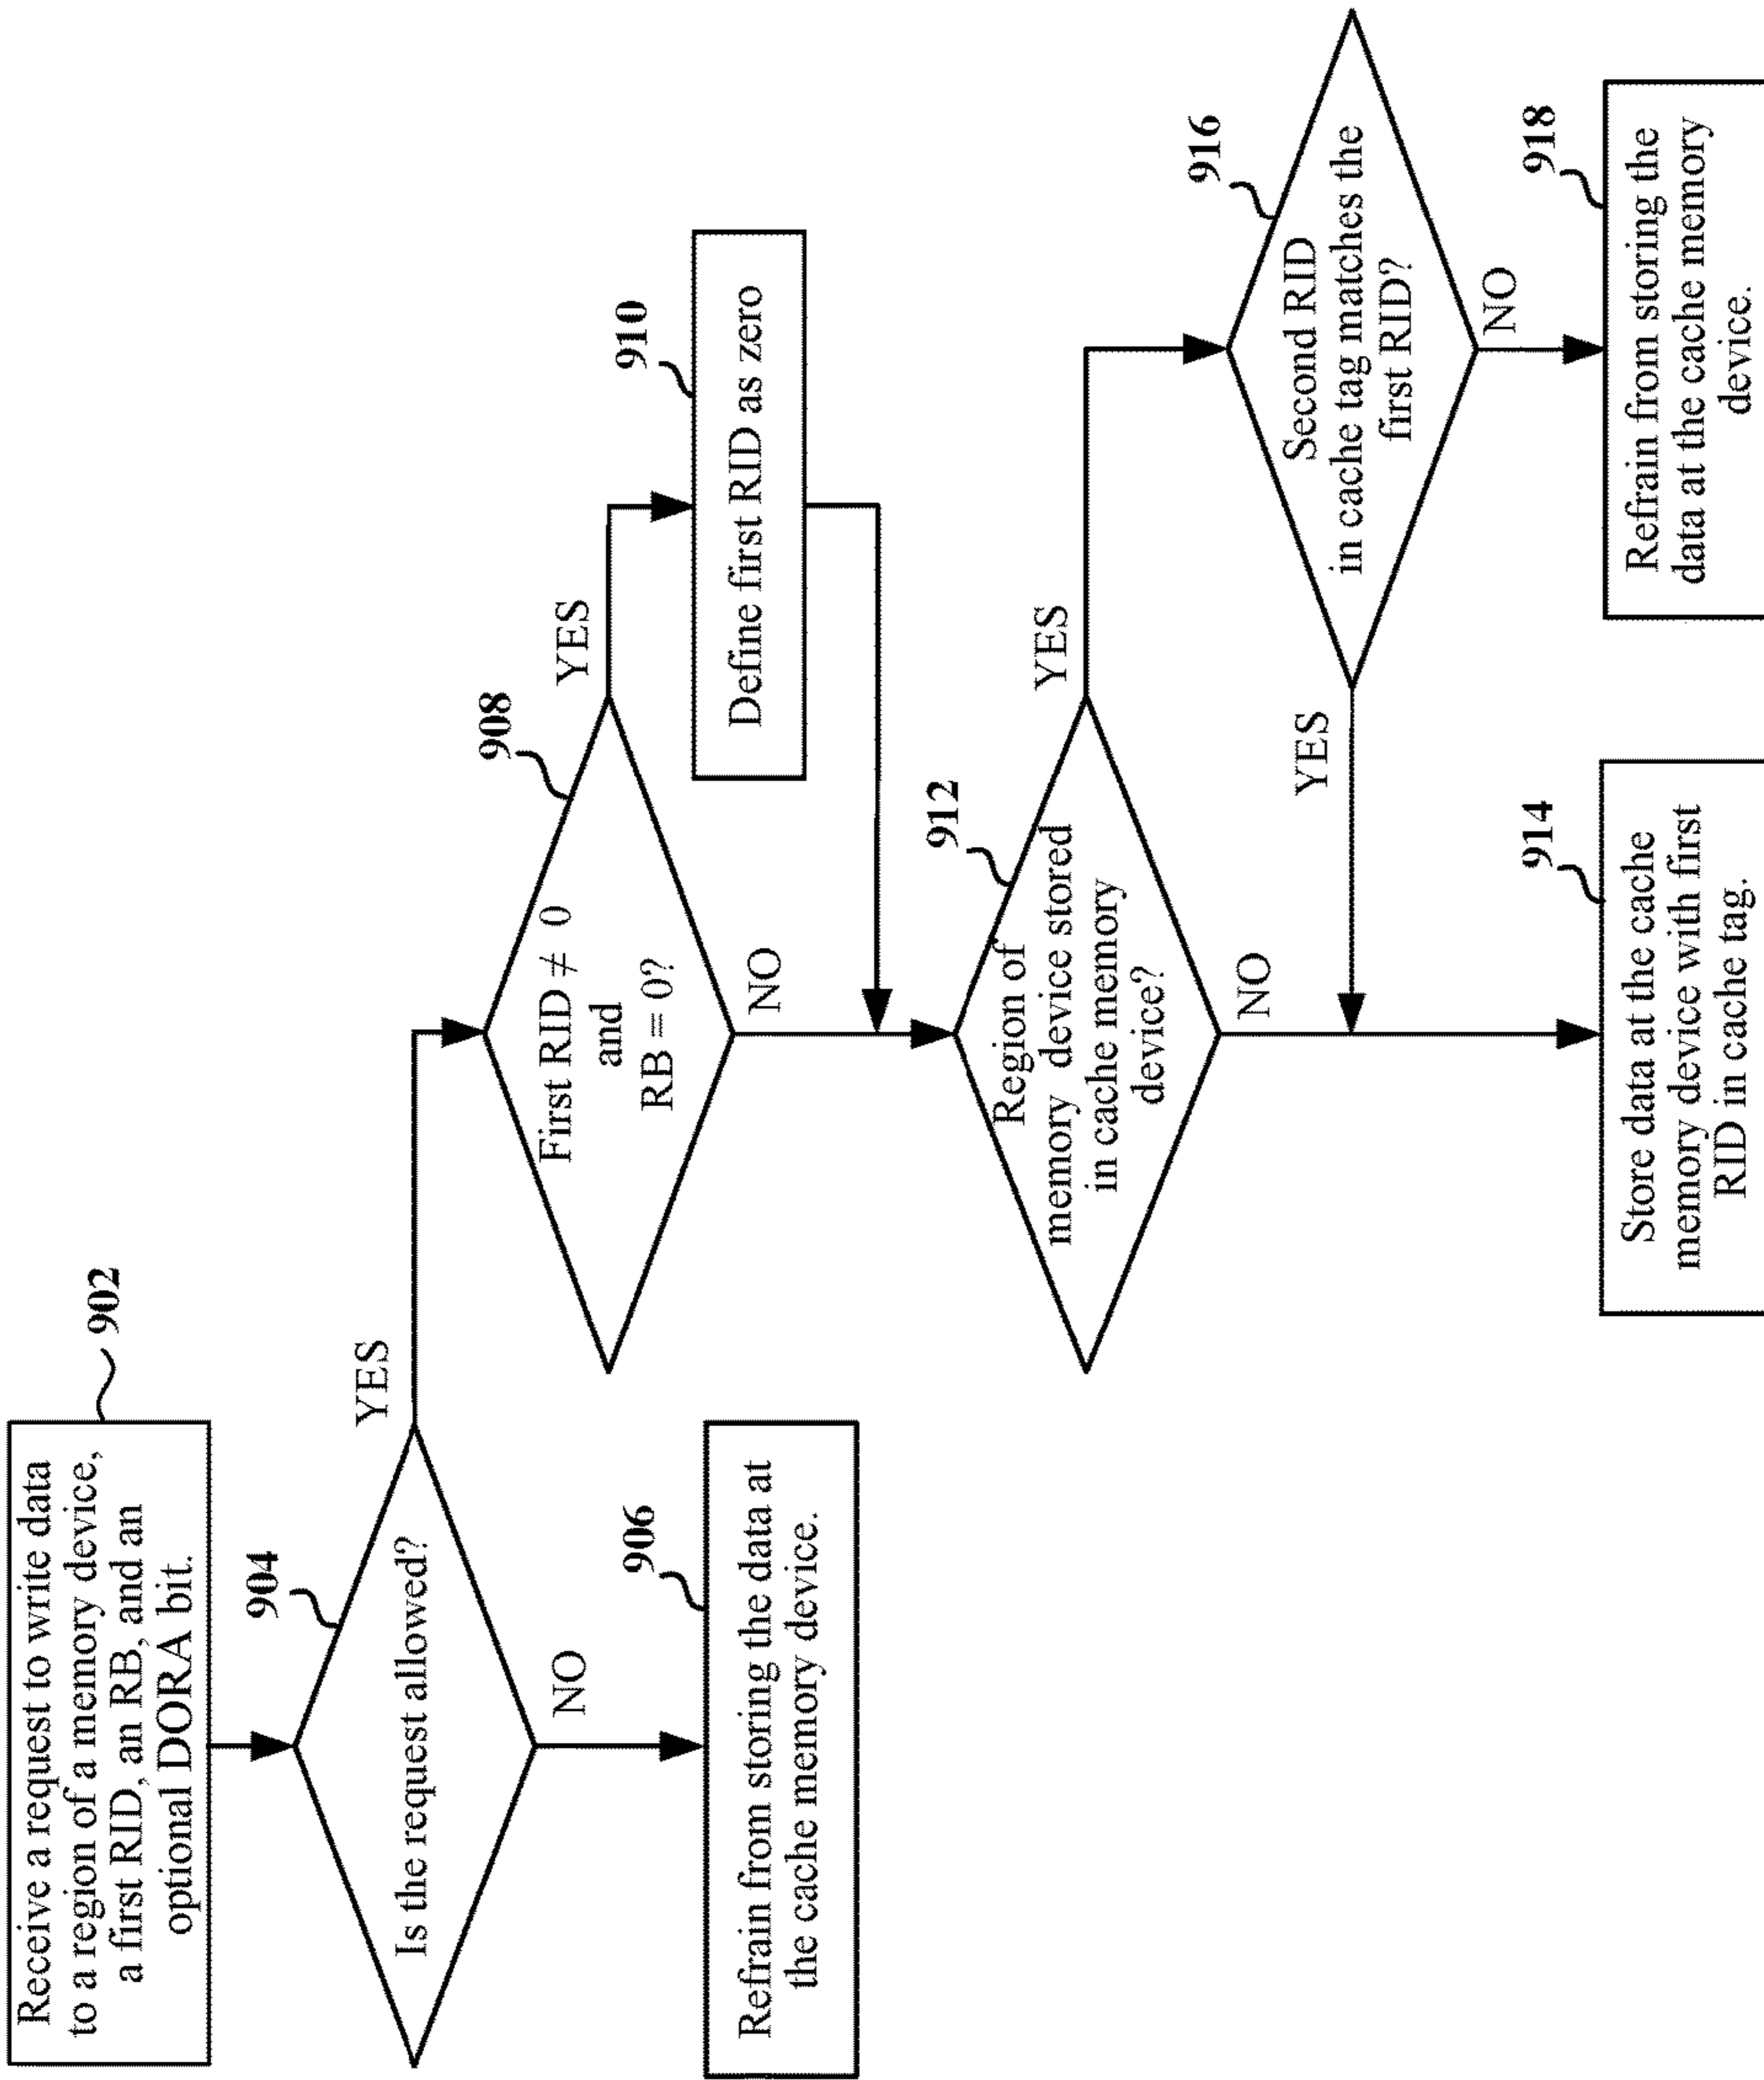 Receive a request to write data
to a region of a memory device,
a first RID, an RB, and an
optional DORA bit.
902
904
Is the request allowed?
YES
NO
906
Refrain from storing the data at
the cache memory device.
908
First RID ≠ 0
and
RB = 0?
YES
NO
910
Define first RID as zero
912
Region of
memory device stored
in cache memory
device?
YES
NO
916
Second RID
in cache tag matches the
first RID?
YES
NO
914
Store data at the cache
memory device with first
RID in cache tag.
918
Refrain from storing the
data at the cache memory
device.